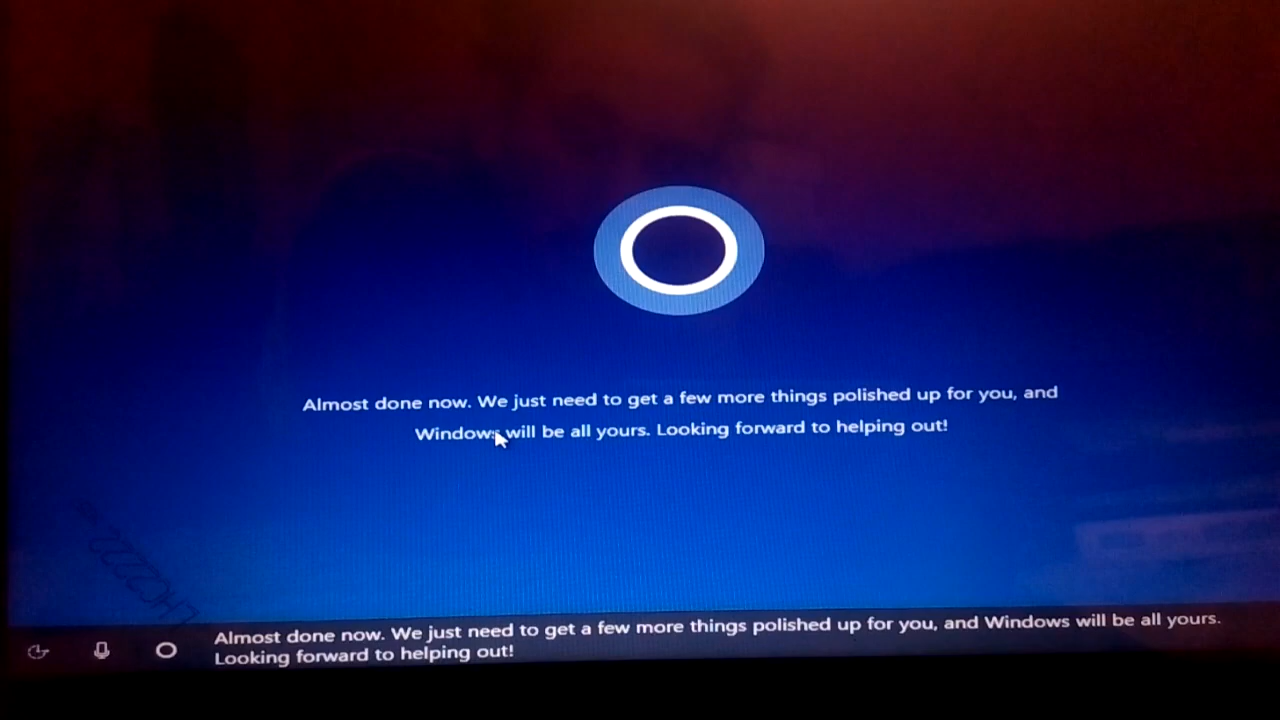 Almost done now. We just need to get a few more things polished up for you, and
Windows will be all yours. Looking forward to helping out!
Almost done now. We just need to get a few more things polished up for you, and Windows will be all yours.
Looking forward to helping out!